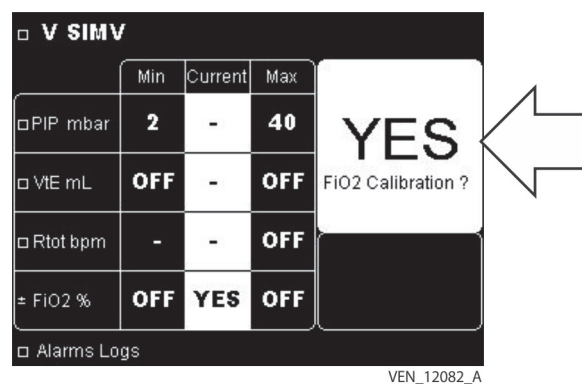 V SIMV
Min Current Max
PIP mbar 2 - 40
YES
FiO2 Calibration ?
VtE mL OFF - OFF
Rtot bpm - - OFF
± FiO2 % OFF YES OFF
Alarms Logs
VEN_12082_A